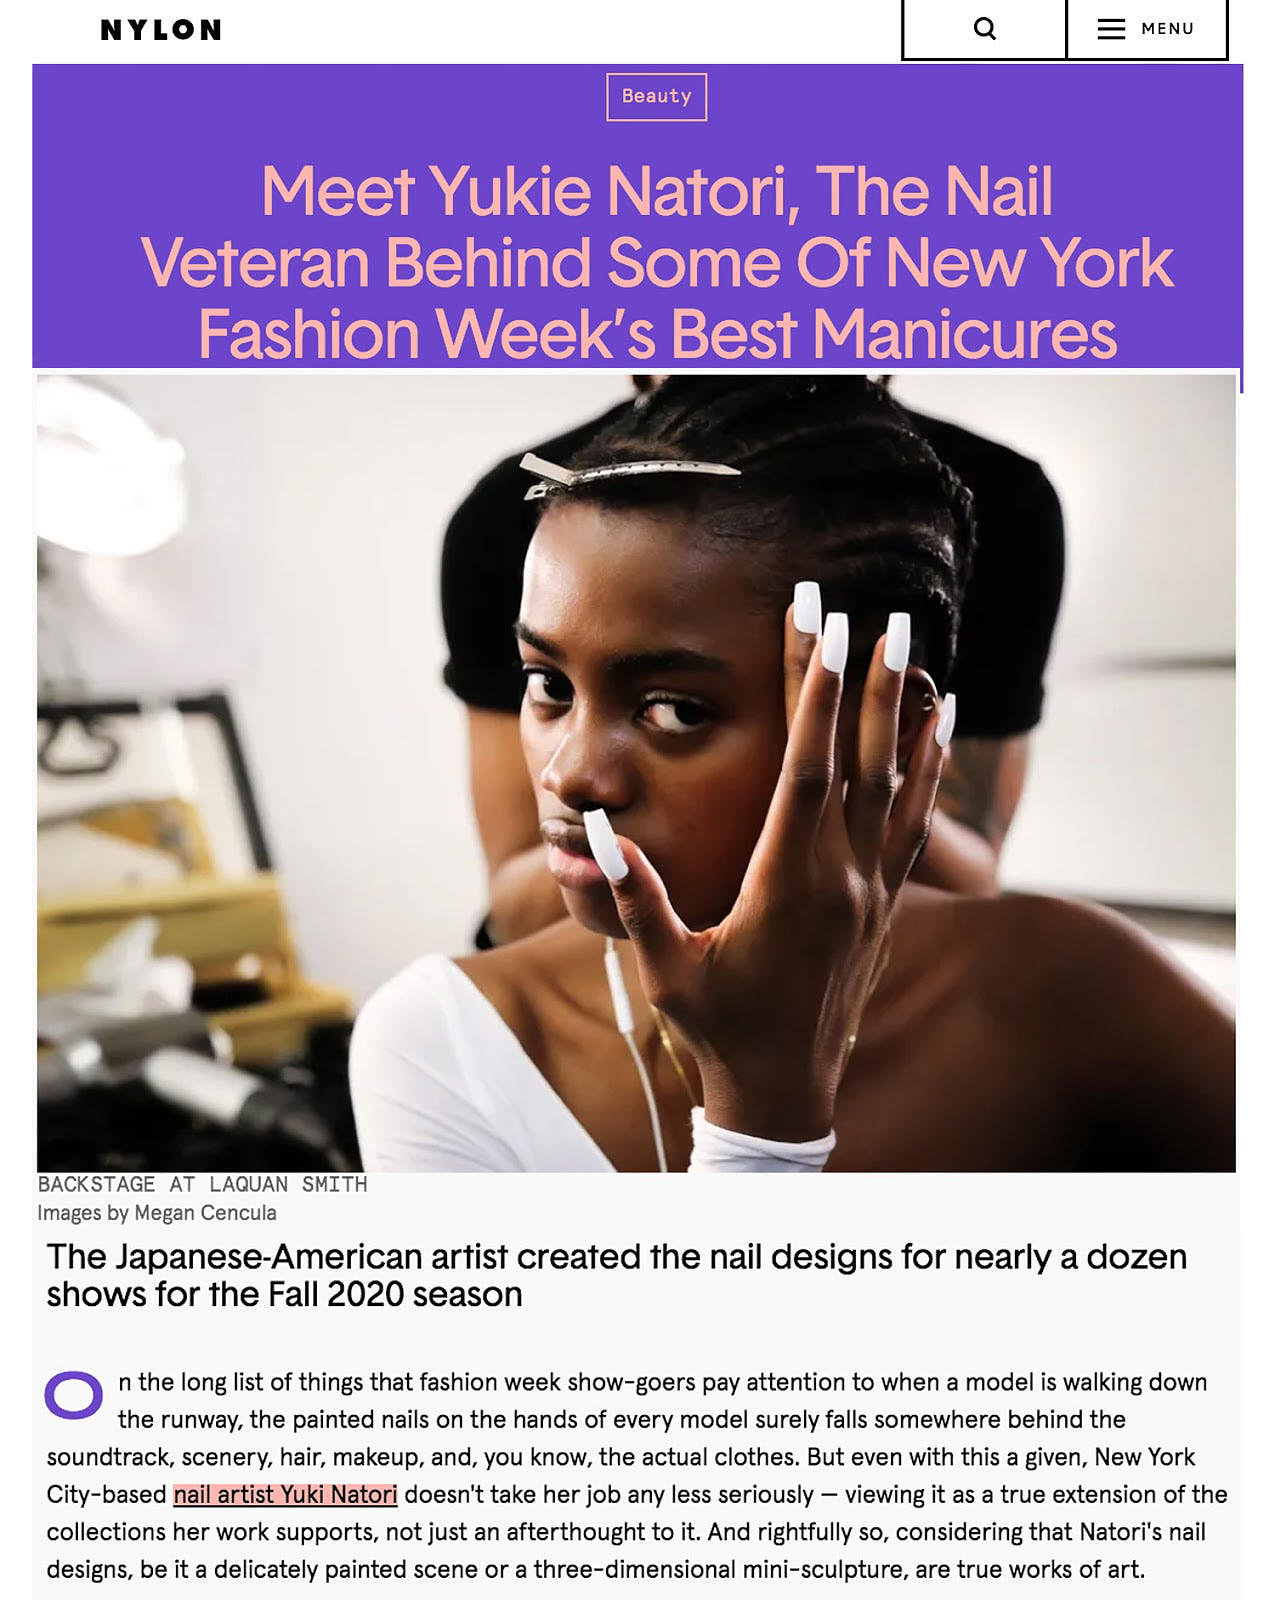 NYLON
MENU
Beauty
Meet Yukie Natori, The Nail
Veteran Behind Some Of New York
Fashion Week's Best Manicures
BACKSTAGE AT LAQUAN SMITH
Images by Megan Cencula
The Japanese-American artist created the nail designs for nearly a dozen
shows for the Fall 2020 season
On the long list of things that fashion week show-goers pay attention to when a model is walking down
the runway, the painted nails on the hands of every model surely falls somewhere behind the
soundtrack, scenery, hair, makeup, and, you know, the actual clothes. But even with this a given, New York
City-based nail artist Yuki Natori doesn't take her job any less seriously — viewing it as a true extension of the
collections her work supports, not just an afterthought to it. And rightfully so, considering that Natori's nail
designs, be it a delicately painted scene or a three-dimensional mini-sculpture, are true works of art.